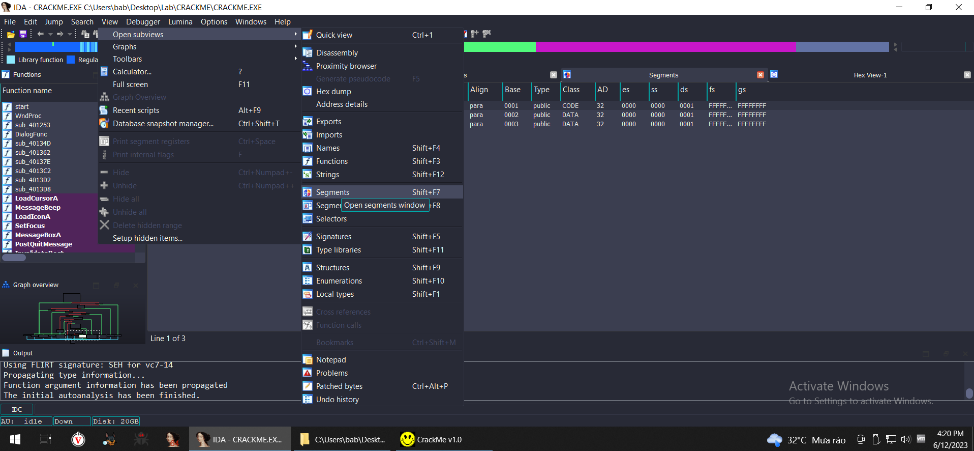 IDA - CRACKME.EXE C:\Users\bab\Desktop\Lab\CrackMe\CRACKME.EXE
File Edit Jump Search View Debugger Lumina Options Windows Help
Library function Regula
Functions
Function name
start
WndProc
sub_401253
DialogFunc
sub_40134D
sub_401362
sub_40137E
sub_4013C2
sub_4013D2
sub_4013D8
LoadCursorA
MessageBeep
LoadIconA
SetFocus
MessageBoxA
PostQuitMessage
Open subviews
Graphs
Toolbars
Calculator... ?
Full screen F11
Graph Overview
Recent scripts Alt+F9
Database snapshot manager... Ctrl+Shift+T
Print segment registers Ctrl+Space
Print internal flags F
Hide Ctrl+Numpad+-
Unhide Ctrl+Numpad++
Hide all
Unhide all
Delete hidden range
Setup hidden items...
Quick view Ctrl+1
Disassembly
Proximity browser
Generate pseudocode F5
Hex dump
Address details
Exports
Imports
Names Shift+F4
Functions Shift+F3
Strings Shift+F12
Segments Shift+F7
Segme
Open segments window
+F8
Selectors
Signatures Shift+F5
Type libraries Shift+F11
Structures Shift+F9
Enumerations Shift+F10
Local types Shift+F1
Cross references
Function calls
Bookmarks Ctrl+Shift+M
Notepad
Problems
Patched bytes Ctrl+Alt+P
Undo history
s Segments Hex View-1
Align Base Type Class AD es ss ds fs gs
para 0001 public CODE 32 0000 0000 0001 FFFFF... FFFFFFFF
para 0002 public DATA 32 0000 0000 0001 FFFFF... FFFFFFFF
para 0003 public DATA 32 0000 0000 0001 FFFFF... FFFFFFFF
Graph overview
Line 1 of 3
Output
Using FLIRT signature: SEH for vc7-14
Propagating type information...
Function argument information has been propagated
The initial autoanalysis has been finished.
IDC
AU: idle Down Disk: 20GB
Activate Windows
Go to Settings to activate Windows.
IDA - CRACKME.EX...
C:\Users\bab\Deskt...
CrackMe v1.0
32°C Mưa rào
4:20 PM
6/12/2023